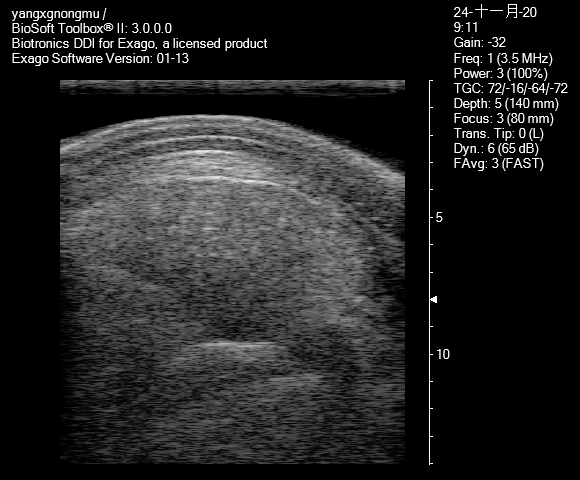 yangxgnongmu /
BioSoft Toolbox® II: 3.0.0.0
Biotronics DDI for Exago, a licensed product
Exago Software Version: 01-13
24-十一月-20
9:11
Gain: -32
Freq: 1 (3.5 MHz)
Power: 3 (100%)
TGC: 72/-16/-64/-72
Depth: 5 (140 mm)
Focus: 3 (80 mm)
Trans. Tip: 0 (L)
Dyn.: 6 (65 dB)
FAvg: 3 (FAST)
5
10